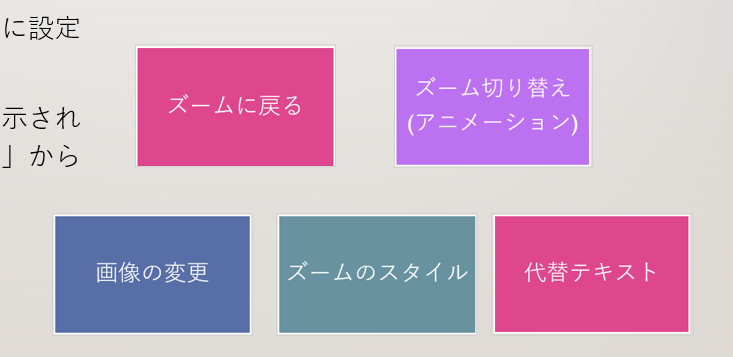 に設定
示され
」から
ズームに戻る
ズーム切り替え
(アニメーション)
画像の変更
ズームのスタイル
代替テキスト